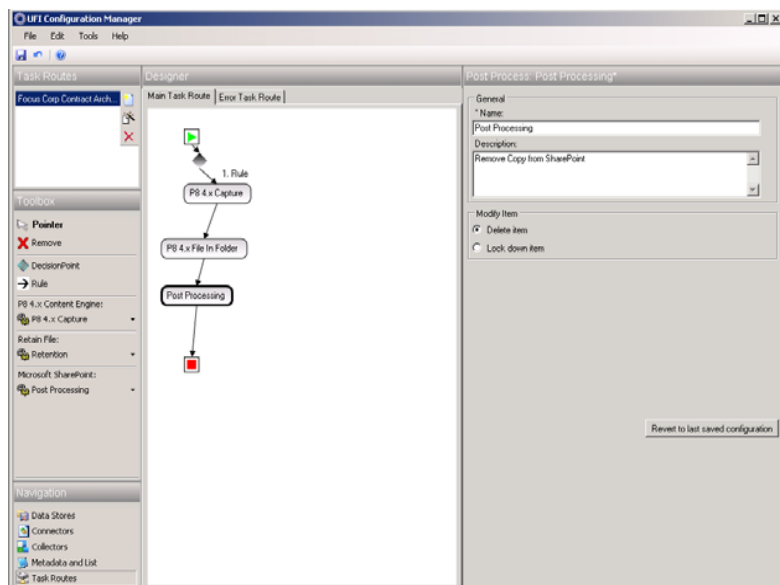 UFI Configuration Manager
File Edit Tools Help
Task Routes
Focus Corp Contract Arch...
Toolbox
Pointer
Remove
DecisionPoint
Rule
P8 4.x Content Engine:
P8 4.x Capture
Retain File:
Retention
Microsoft SharePoint:
Post Processing
Navigation
Data Stores
Connectors
Collectors
Metadata and List
Task Routes
Designer
Main Task Route Error Task Route
1. Rule
P8 4.x Capture
P8 4.x File In Folder
Post Processing
Post Process: Post Processing*
General
* Name:
Post Processing
Description:
Remove Copy from SharePoint
Modify Item
Delete item
Lock down item
Revert to last saved configuration